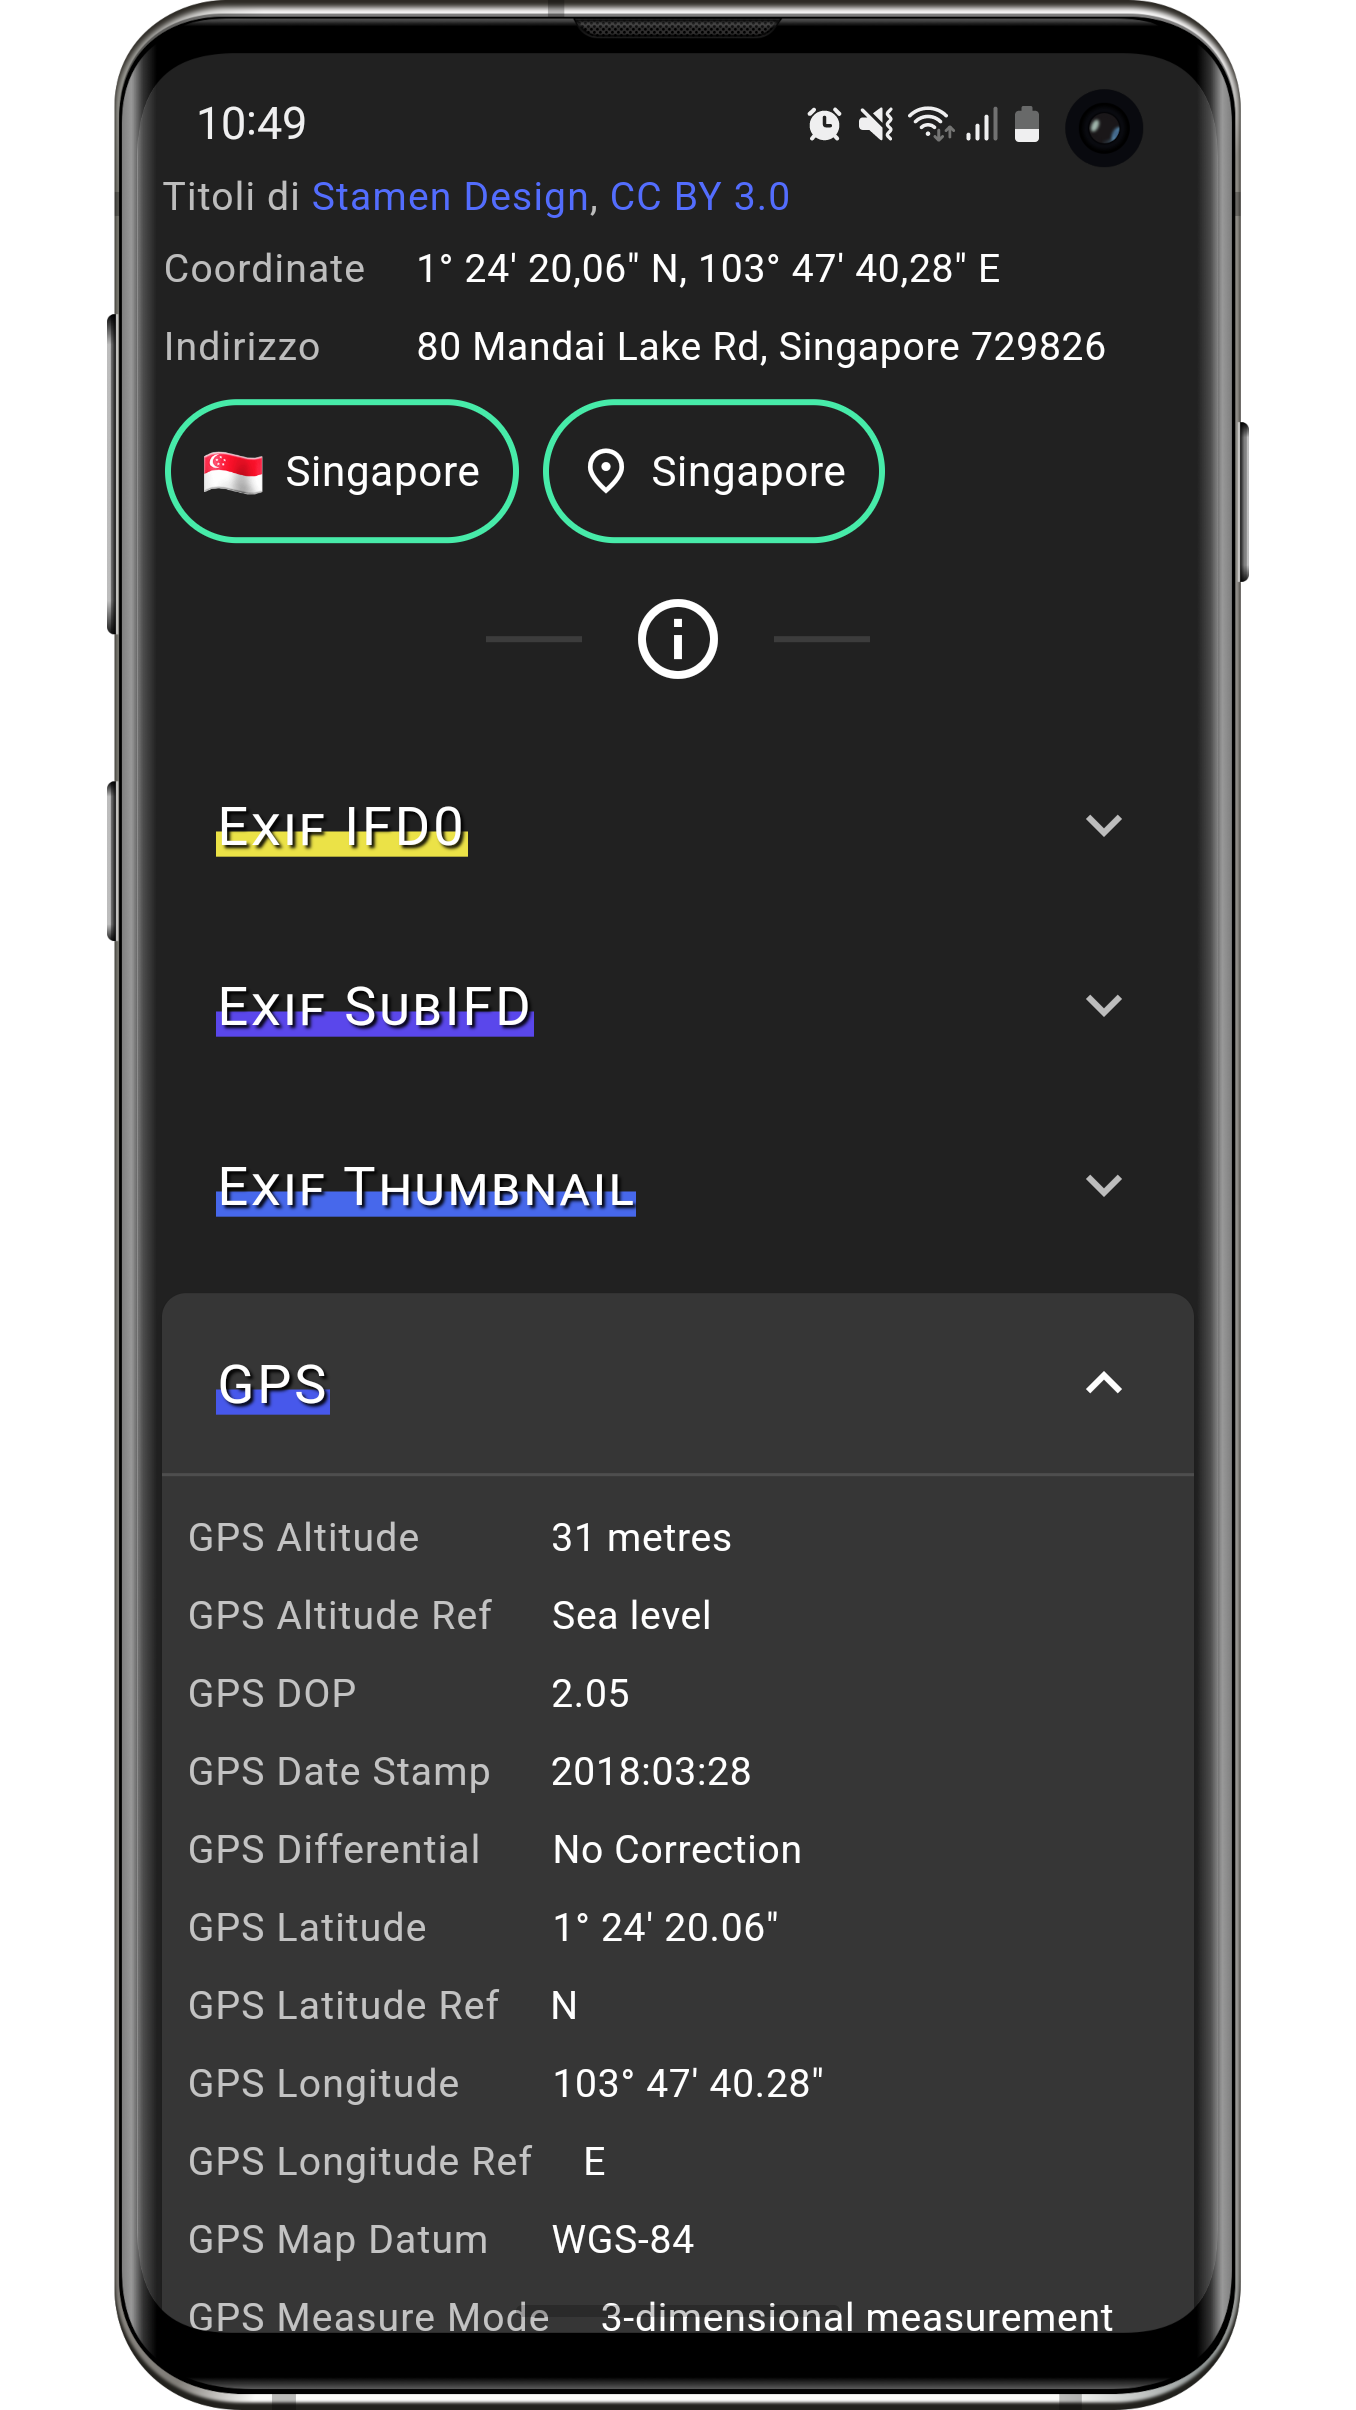 10:49
Titoli di Stamen Design, CC BY 3.0
Coordinate 1° 24' 20,06" N, 103° 47' 40,28" E
Indirizzo 80 Mandai Lake Rd, Singapore 729826
Singapore Singapore
Exif IFD0
Exif SubIFD
Exif Thumbnail
GPS
GPS Altitude 31 metres
GPS Altitude Ref Sea level
GPS DOP 2.05
GPS Date Stamp 2018:03:28
GPS Differential No Correction
GPS Latitude 1° 24' 20.06"
GPS Latitude Ref N
GPS Longitude 103° 47' 40.28"
GPS Longitude Ref E
GPS Map Datum WGS-84
GPS Measure Mode 3-dimensional measurement